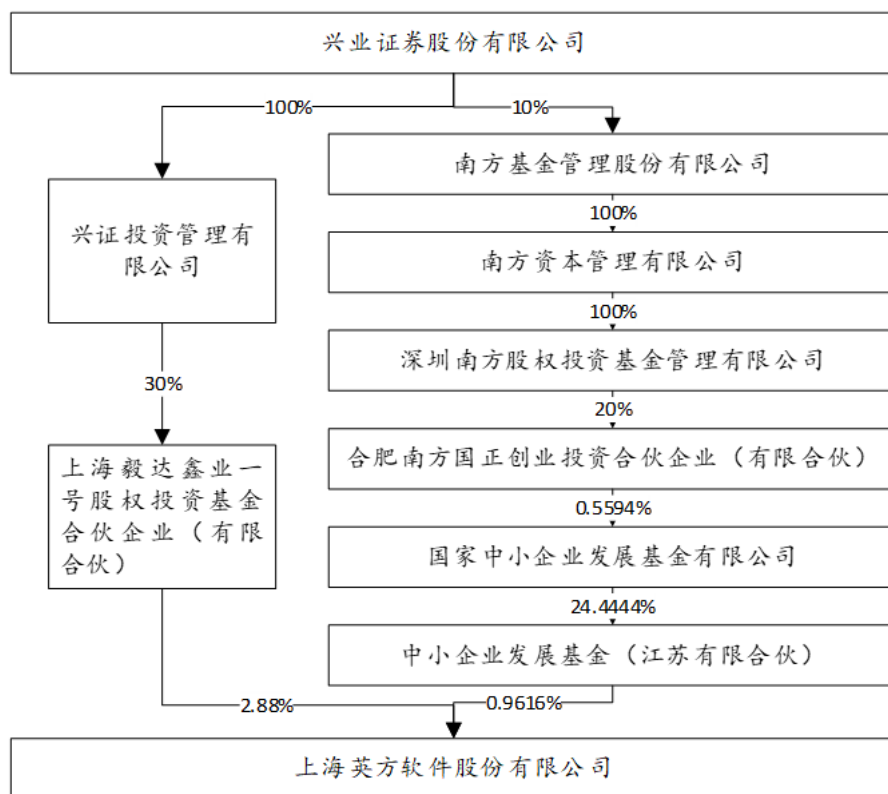 兴业证券股份有限公司
100%
10%
南方基金管理股份有限公司
100%
兴证投资管理有
限公司
南方资本管理有限公司
100%
深圳南方股权投资基金管理有限公司
30%
20%
上海毅达鑫业一
号股权投资基金
合伙企业（有限
合伙）
合肥南方国正创业投资合伙企业（有限合伙）
0.5594%
国家中小企业发展基金有限公司
24.4444%
中小企业发展基金（江苏有限合伙）
2.88%
0.9616%
上海英方软件股份有限公司